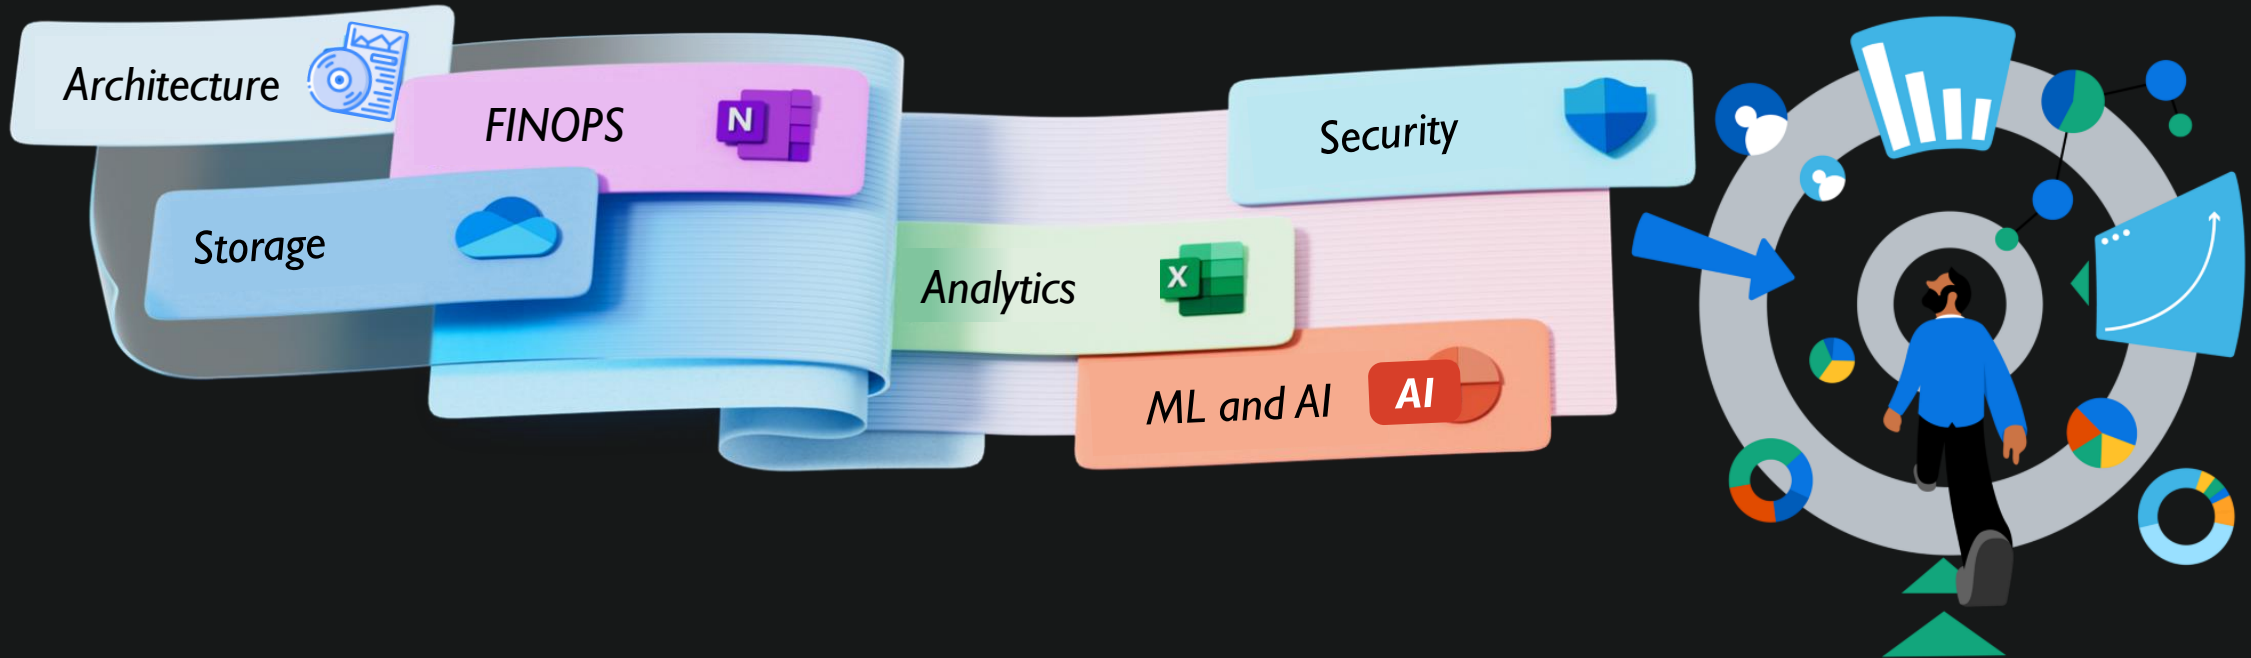 Architecture
FINOPS
N
Storage
Security
Analytics
X
ML and AI
AI